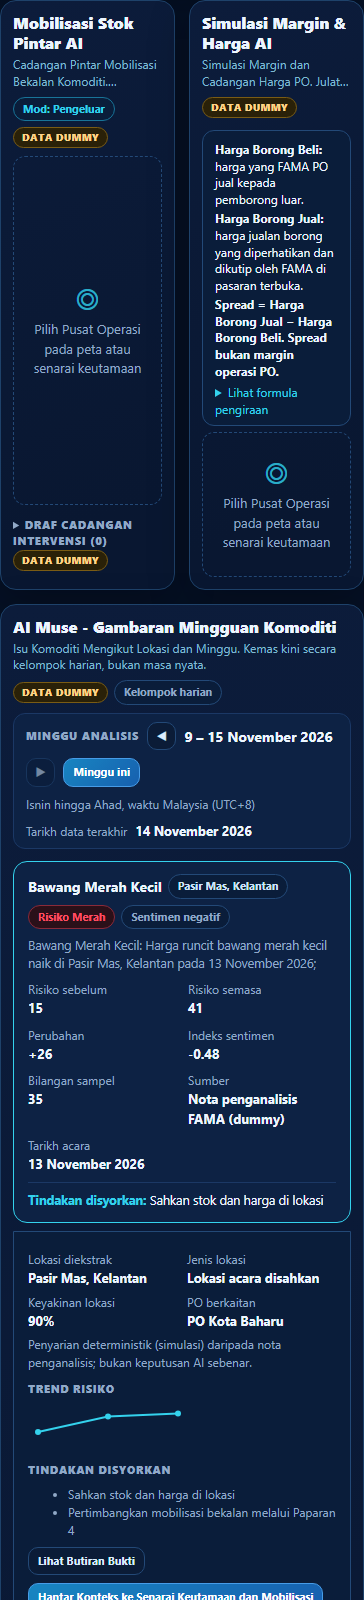 Mobilisasi Stok
Pintar AI
Cadangan Pintar Mobilisasi
Bekalan Komoditi....
Mod: Pengeluar
DATA DUMMY
Pilih Pusat Operasi
pada peta atau
senarai keutamaan
▶ DRAF CADANGAN
INTERVENSI (0)
DATA DUMMY
Simulasi Margin &
Harga AI
Simulasi Margin dan
Cadangan Harga PO. Julat...
DATA DUMMY
Harga Borong Beli:
harga yang FAMA PO
jual kepada
pemborong luar.
Harga Borong Jual:
harga jualan borong
yang diperhatikan dan
dikutip oleh FAMA di
pasaran terbuka.
Spread = Harga
Borong Jual − Harga
Borong Beli. Spread
bukan margin
operasi PO.
▶ Lihat formula
pengiraan
Pilih Pusat Operasi
pada peta atau
senarai keutamaan
AI Muse - Gambaran Mingguan Komoditi
Isu Komoditi Mengikut Lokasi dan Minggu. Kemas kini secara
kelompok harian, bukan masa nyata.
DATA DUMMY Kelompok harian
MINGGU ANALISIS ◀ 9 – 15 November 2026
▶ Minggu ini
Isnin hingga Ahad, waktu Malaysia (UTC+8)
Tarikh data terakhir 14 November 2026
Bawang Merah Kecil Pasir Mas, Kelantan
Risiko Merah Sentimen negatif
Bawang Merah Kecil: Harga runcit bawang merah kecil
naik di Pasir Mas, Kelantan pada 13 November 2026;
Risiko sebelum Risiko semasa
15 41
Perubahan Indeks sentimen
+26 -0.48
Bilangan sampel Sumber
35 Nota penganalisis
FAMA (dummy)
Tarikh acara
13 November 2026
Tindakan disyorkan: Sahkan stok dan harga di lokasi
Lokasi diekstrak Jenis lokasi
Pasir Mas, Kelantan Lokasi acara disahkan
Keyakinan lokasi PO berkaitan
90% PO Kota Baharu
Penyarian deterministik (simulasi) daripada nota
penganalisis; bukan keputusan AI sebenar.
TREND RISIKO
TINDAKAN DISYORKAN
• Sahkan stok dan harga di lokasi
• Pertimbangkan mobilisasi bekalan melalui Paparan
4
Lihat Butiran Bukti
Hantar Konteks ke Senarai Keutamaan dan Mobilisasi